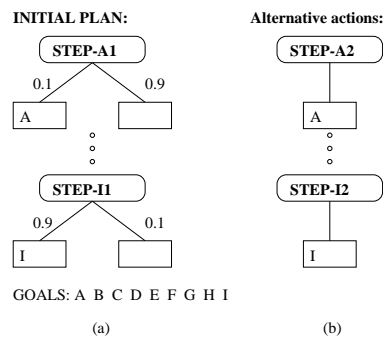 INITIAL PLAN:
STEP-A1
0.1 0.9
A
STEP-I1
0.9 0.1
I
GOALS: A B C D E F G H I
(a)
Alternative actions:
STEP-A2
A
STEP-I2
I
(b)